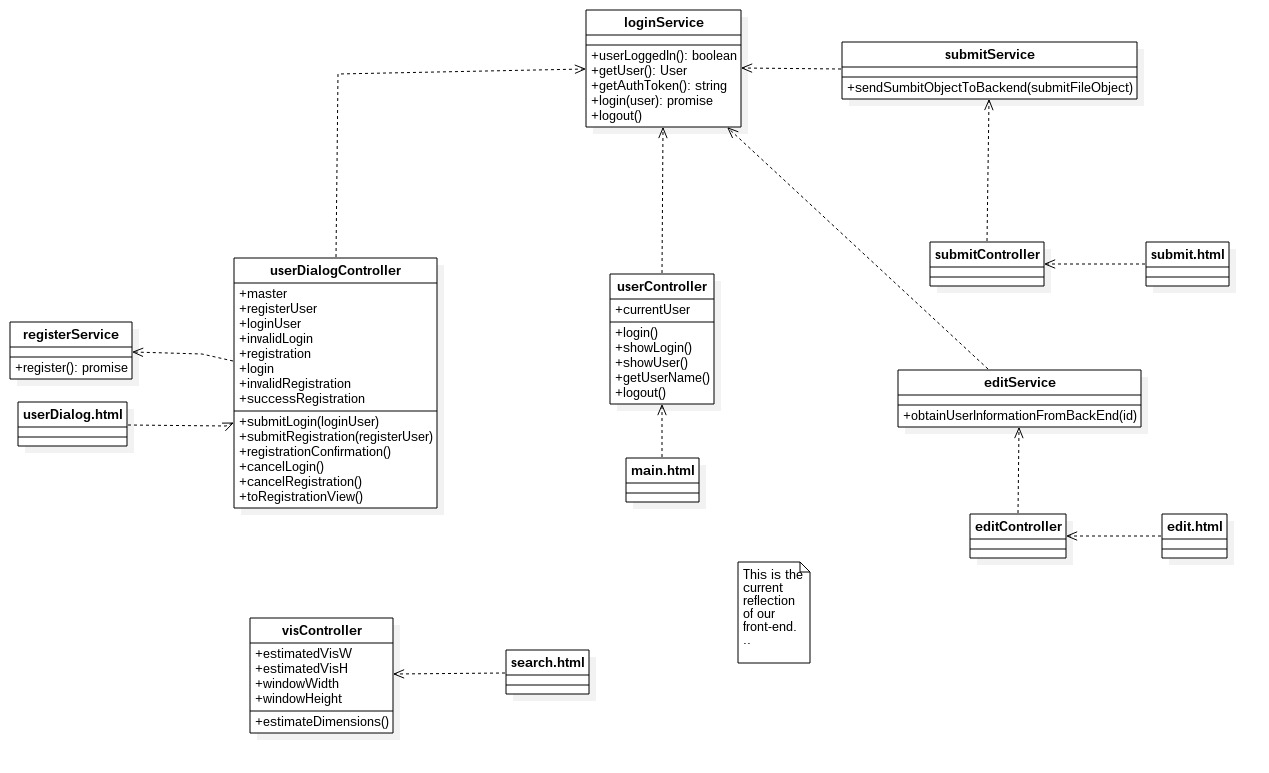 loginService
+userLoggedIn(): boolean
+getUser(): User
+getAuthToken(): string
+login(user): promise
+logout()
submitService
+sendSumbitObjectToBackend(submitFileObject)
userDialogController
+master
+registerUser
+loginUser
+invalidLogin
+registration
+login
+invalidRegistration
+successRegistration
+submitLogin(loginUser)
+submitRegistration(registerUser)
+registrationConfirmation()
+cancelLogin()
+cancelRegistration()
+toRegistrationView()
registerService
+register(): promise
userDialog.html
userController
+currentUser
+login()
+showLogin()
+showUser()
+getUserName()
+logout()
main.html
submitController
submit.html
editService
+obtainUserInformationFromBackEnd(id)
editController
edit.html
This is the
current
reflection
of our
front-end.
..
visController
+estimatedVisW
+estimatedVisH
+windowWidth
+windowHeight
+estimateDimensions()
search.html